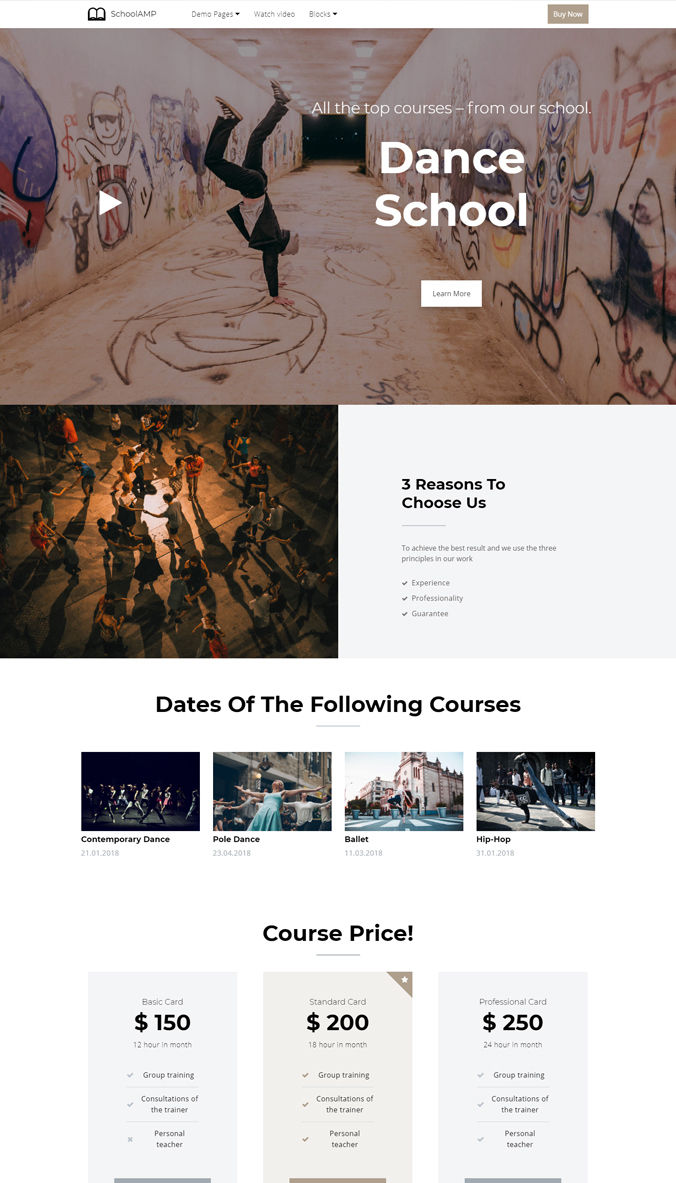 SchoolAMP
Demo Pages
Watch video
Blocks
Buy Now
All the top courses – from our school.
Dance
School
Learn More
3 Reasons To
Choose Us
To achieve the best result and we use the three
principles in our work
Experience
Professionality
Guarantee
Dates Of The Following Courses
Contemporary Dance
21.01.2018
Pole Dance
23.04.2018
Ballet
11.03.2018
Hip-Hop
31.01.2018
Course Price!
Basic Card
$ 150
12 hour in month
Group training
Consultations of
the trainer
Personal
teacher
Standard Card
$ 200
18 hour in month
Group training
Consultations of
the trainer
Personal
teacher
Professional Card
$ 250
24 hour in month
Group training
Consultations of
the trainer
Personal
teacher